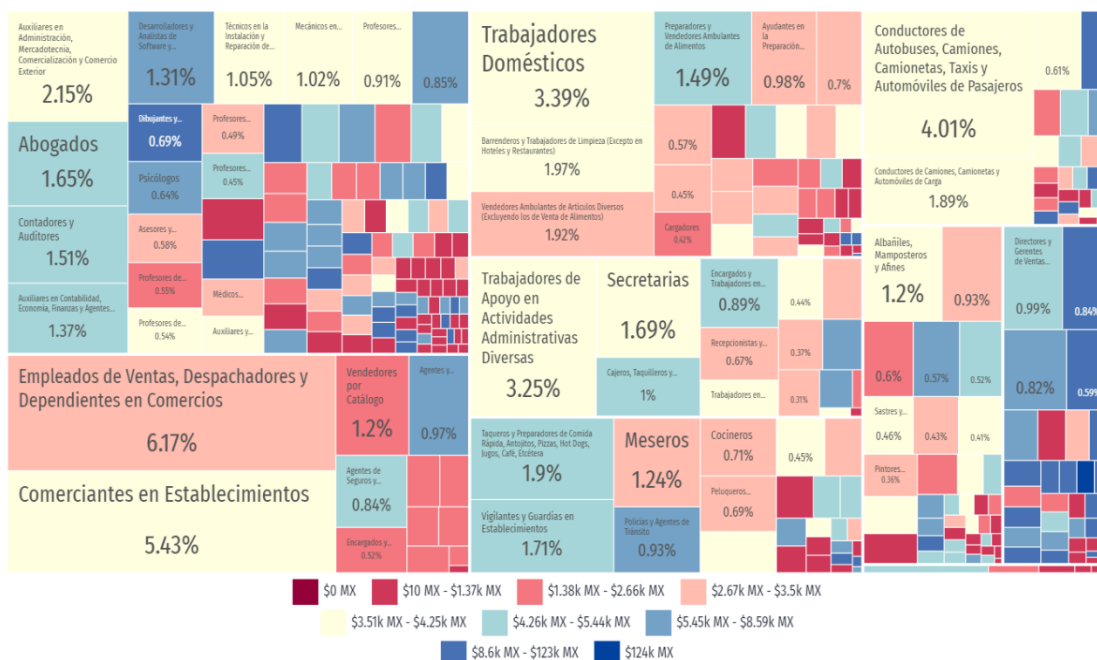 Auxiliares en
Administración,
Mercadotecnia,
Comercialización y Comercio
Exterior
2.15%
Desarrolladores y
Analistas de
Software y...
1.31%
Técnicos en la
Instalación y
Reparación de...
1.05%
Mecánicos en...
1.02%
Profesores...
0.91%
0.85%
Abogados
1.65%
Dibujantes y...
0.69%
Profesores...
0.49%
Psicólogos
0.64%
Profesores...
0.45%
Contadores y
Auditores
1.51%
Asesores y...
0.58%
Profesores de...
0.55%
Médicos...
Auxiliares en Contabilidad,
Economía, Finanzas y Agentes...
1.37%
Profesores de...
0.54%
Auxiliares y...
Empleados de Ventas, Despachadores y
Dependientes en Comercios
6.17%
Vendedores
por
Catálogo
1.2%
Agentes y...
0.97%
Comerciantes en Establecimientos
5.43%
Agentes de
Seguros y...
0.84%
Encargados y...
0.52%
Trabajadores
Domésticos
3.39%
Preparadores y
Vendedores Ambulantes
de Alimentos
1.49%
Ayudantes en
la
Preparación...
0.98%
0.7%
Barrenderos y Trabajadores de Limpieza (Excepto en
Hoteles y Restaurantes)
1.97%
0.57%
Vendedores Ambulantes de Artículos Diversos
(Excluyendo los de Venta de Alimentos)
1.92%
0.45%
Cargadores
0.42%
Trabajadores de
Apoyo en
Actividades
Administrativas
Diversas
3.25%
Secretarias
1.69%
Encargados y
Trabajadores en...
0.89%
0.44%
Recepcionistas y...
0.67%
0.37%
Cajeros, Taquilleros y...
1%
Trabajadores en...
0.31%
Taqueros y Preparadores de Comida
Rápida, Antojitos, Pizzas, Hot Dogs,
Jugos, Café, Etcétera
1.9%
Meseros
1.24%
Cocineros
0.71%
0.45%
Vigilantes y Guardias en
Establecimientos
1.71%
Policías y Agentes de
Tránsito
0.93%
Peluqueros...
0.69%
Conductores de
Autobuses, Camiones,
Camionetas, Taxis y
Automóviles de Pasajeros
4.01%
0.61%
Conductores de Camiones, Camionetas y
Automóviles de Carga
1.89%
Albañiles,
Mamposteros
y Afines
1.2%
0.93%
Directores y
Gerentes
de Ventas...
0.99%
0.84%
0.6%
0.57%
0.52%
0.82%
0.59%
Sastres y...
0.46%
0.43%
0.41%
Pintores...
0.36%
$0 MX
$10 MX - $1.37k MX
$1.38k MX - $2.66k MX
$2.67k MX - $3.5k MX
$3.51k MX - $4.25k MX
$4.26k MX - $5.44k MX
$5.45k MX - $8.59k MX
$8.6k MX - $123k MX
$124k MX